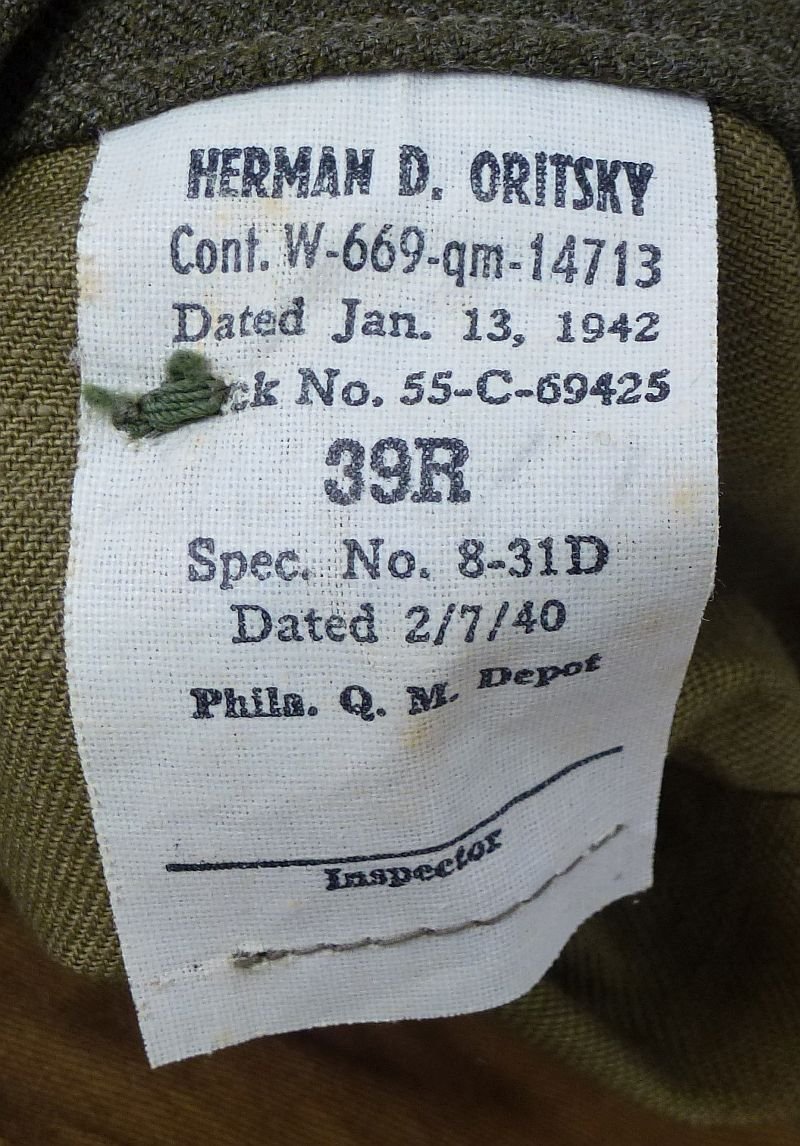 HERMAN D. ORITSKY
Cont. W-669-qm-14713
Dated Jan. 13, 1942
No. 55-C-69425
39R
Spec. No. 8-31D
Dated 2/7/40
Phila. Q. M. Depot
Inspector